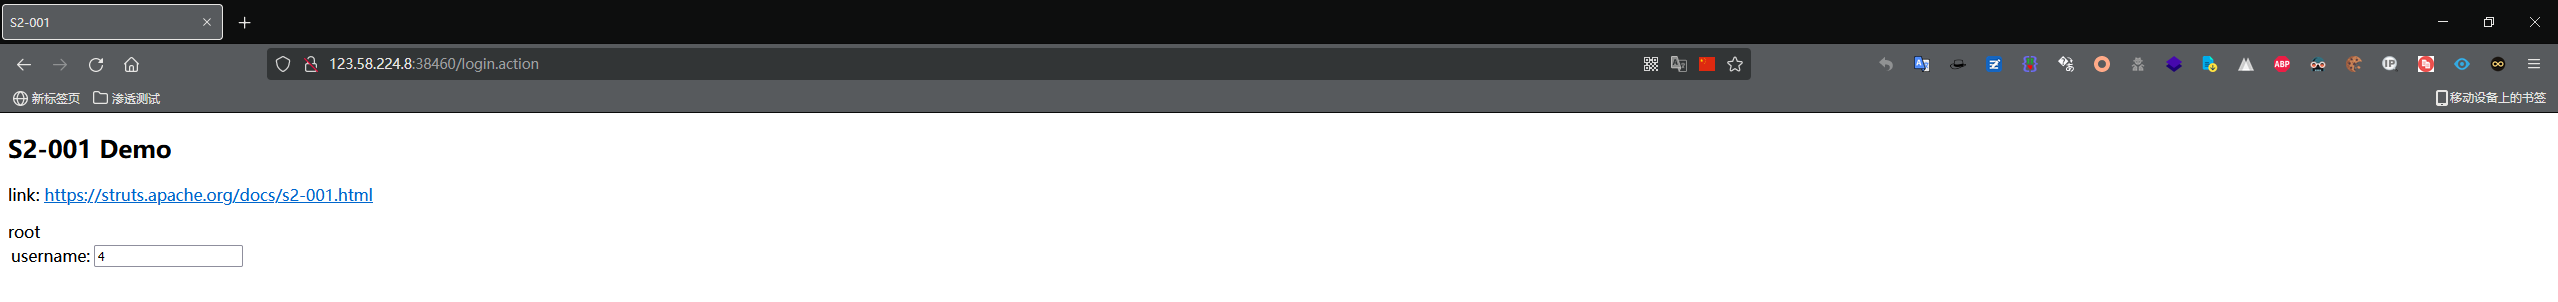 S2-001
123.58.224.8:38460/login.action
ABP
IP
新标签页
渗透测试
移动设备上的书签
S2-001 Demo
link: https://struts.apache.org/docs/s2-001.html
root
username: 4